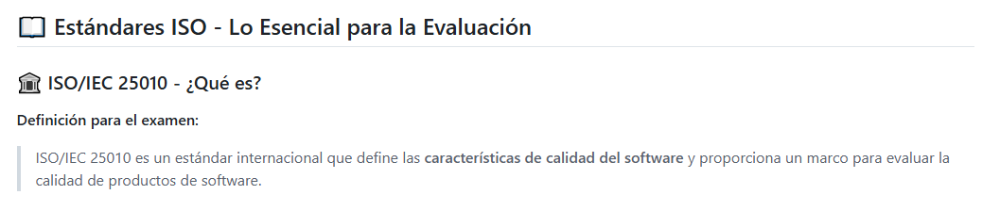 Estándares ISO - Lo Esencial para la Evaluación
ISO/IEC 25010 - ¿Qué es?
Definición para el examen:
ISO/IEC 25010 es un estándar internacional que define las características de calidad del software y proporciona un marco para evaluar la
calidad de productos de software.